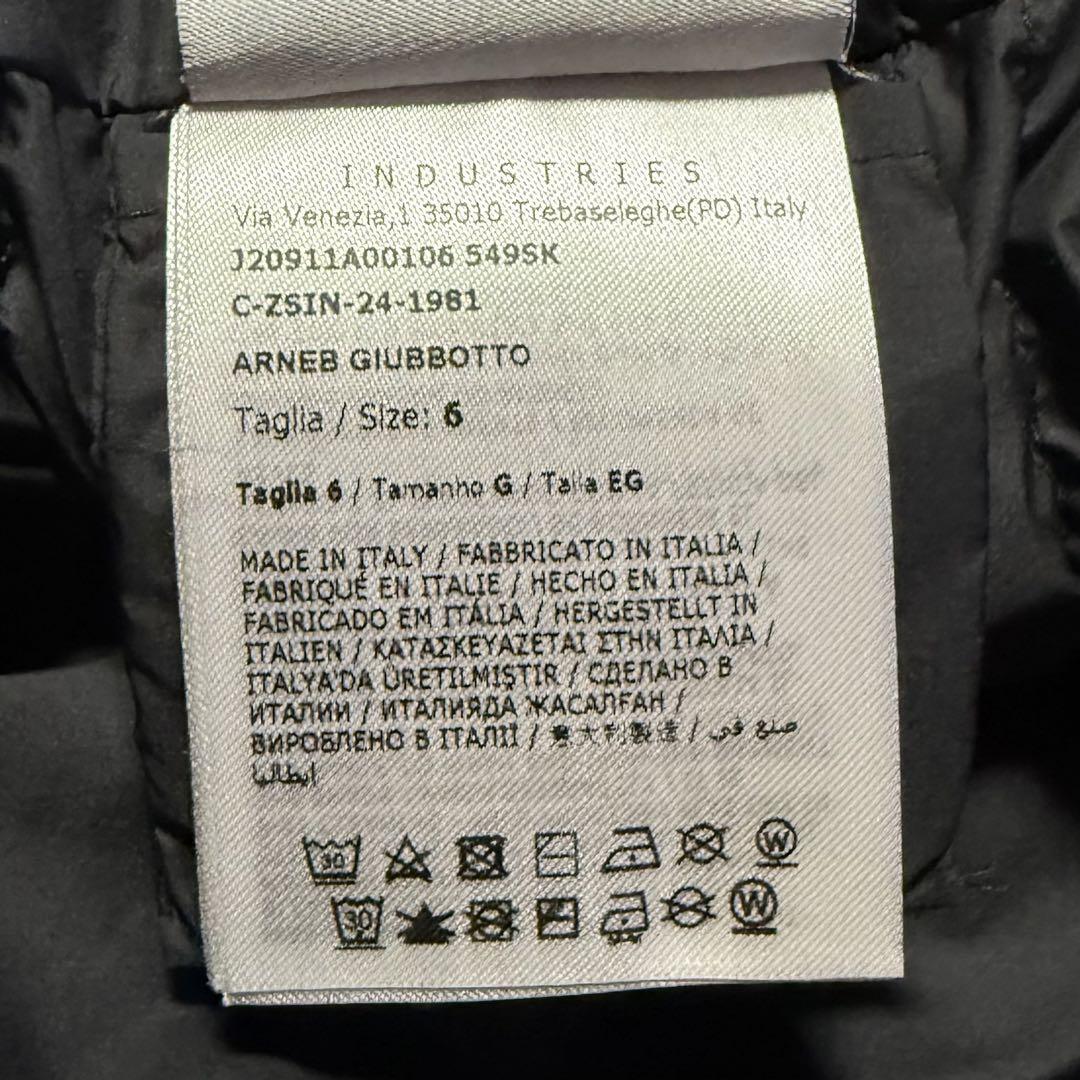 INDUSTRIES
Via Venezia,1 35010 Trebaseleghe(PD) Italy
J20911A00106 549SK
C-ZSIN-24-1981
ARNEB GIUBBOTTO
Taglia / Size: 6
Taglia 6 / Tamanho G / Talla EG
MADE IN ITALY / FABBRICATO IN ITALIA /
FABRIQUÉ EN ITALIE / HECHO EN ITALIA /
FABRICADO EM ITÁLIA / HERGESTELLT IN
ITALIEN / ΚΑΤΑΣΚΕΥΑΖΕΤΑΙ ΣΤΗΝ ΙΤΑΛΙΑ /
ITALYA'DA ÜRETILMIŞTIR / СДЕЛАНО В
ИТАЛИИ / ИТАЛИЯДА ЖАСАЛҒАН /
ВИРОБЛЕНО В ІТАЛІЇ / 意大利製造 / صنع في
إيطاليا
30 W
30 W